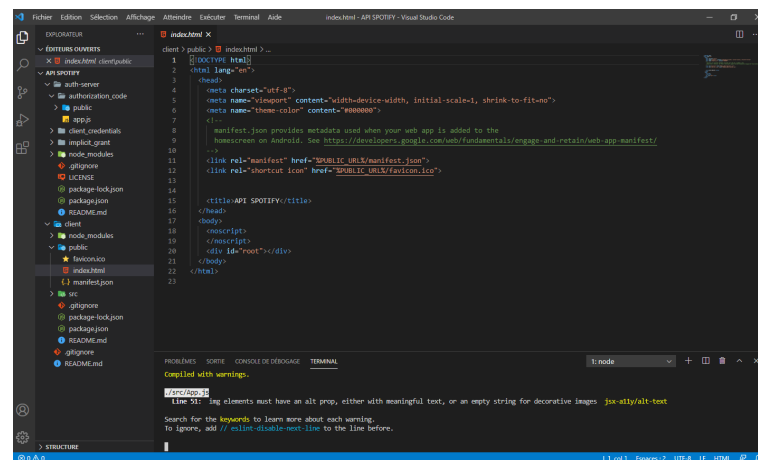 Fichier Edition Sélection Affichage Atteindre Exécuter Terminal Aide index.html - API SPOTIFY - Visual Studio Code
EXPLORATEUR
ÉDITEURS OUVERTS
index.html client\public
API SPOTIFY
auth-server
authorization_code
public
app.js
client_credentials
implicit_grant
node_modules
.gitignore
LICENSE
package-lock.json
package.json
README.md
client
node_modules
public
favicon.ico
index.html
manifest.json
src
.gitignore
package-lock.json
package.json
README.md
.gitignore
README.md
STRUCTURE
index.html
client > public > index.html > ...
1 <!DOCTYPE html>
2 <html lang="en">
3 <head>
4 <meta charset="utf-8">
5 <meta name="viewport" content="width=device-width, initial-scale=1, shrink-to-fit=no">
6 <meta name="theme-color" content="#000000">
7 <!--
8 manifest.json provides metadata used when your web app is added to the
9 homescreen on Android. See https://developers.google.com/web/fundamentals/engage-and-retain/web-app-manifest/
10 -->
11 <link rel="manifest" href="%PUBLIC_URL%/manifest.json">
12 <link rel="shortcut icon" href="%PUBLIC_URL%/favicon.ico">
13
14
15 <title>API SPOTIFY</title>
16 </head>
17 <body>
18 <noscript>
19 </noscript>
20 <div id="root"></div>
21 </body>
22 </html>
23
PROBLÈMES SORTIE CONSOLE DE DÉBOGAGE TERMINAL 1: node
Compiled with warnings.
./src/App.js
Line 51: img elements must have an alt prop, either with meaningful text, or an empty string for decorative images jsx-a11y/alt-text
Search for the keywords to learn more about each warning.
To ignore, add // eslint-disable-next-line to the line before.
0 0 L 1, col 1 Espaces : 2 UTF-8 LF HTML